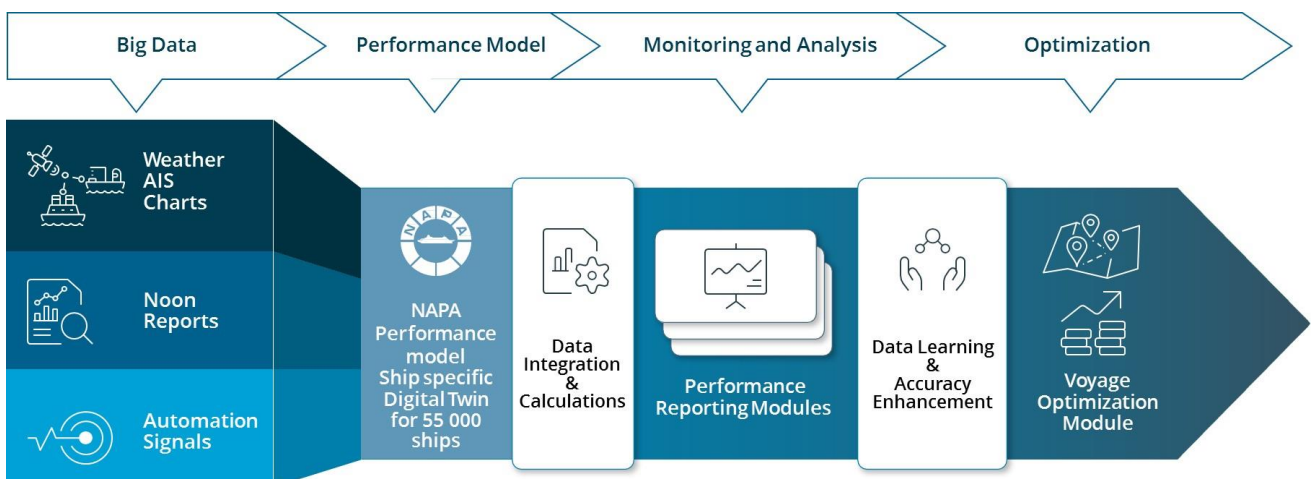 Big Data
Performance Model
Monitoring and Analysis
Optimization
Weather
AIS
Charts
Noon
Reports
Automation
Signals
NAPA
NAPA
Performance
model
Ship specific
Digital Twin
for 55 000
ships
Data
Integration
&
Calculations
Performance
Reporting Modules
Data Learning
&
Accuracy
Enhancement
Voyage
Optimization
Module